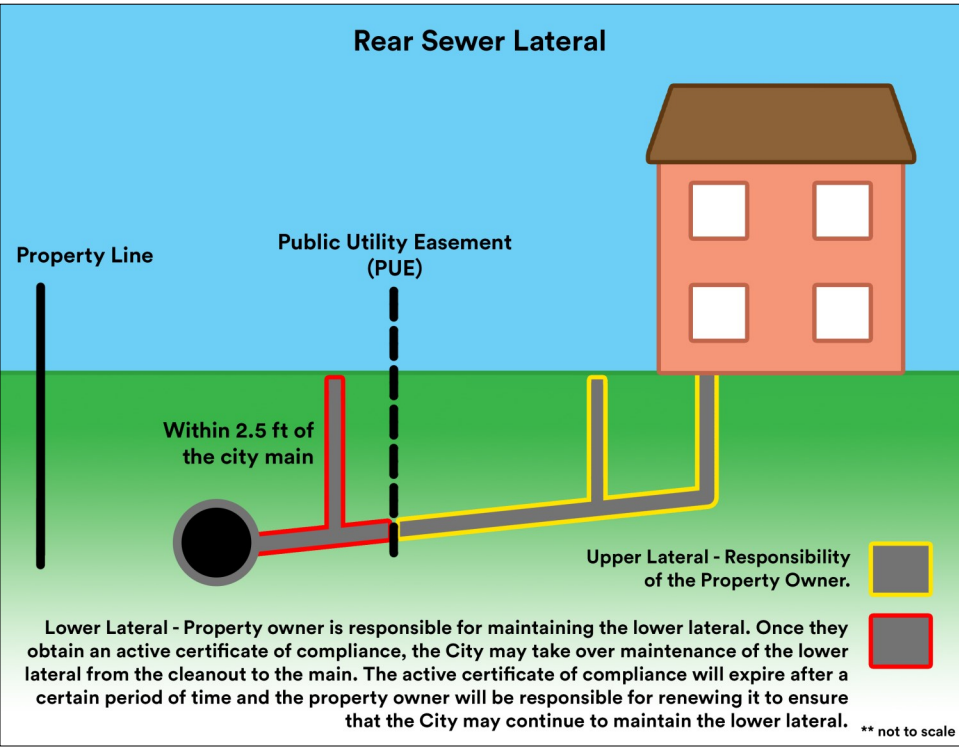 Rear Sewer Lateral
Property Line
Public Utility Easement
(PUE)
Within 2.5 ft of
the city main
Upper Lateral - Responsibility
of the Property Owner.
Lower Lateral - Property owner is responsible for maintaining the lower lateral. Once they
obtain an active certificate of compliance, the City may take over maintenance of the lower
lateral from the cleanout to the main. The active certificate of compliance will expire after a
certain period of time and the property owner will be responsible for renewing it to ensure
that the City may continue to maintain the lower lateral.
** not to scale